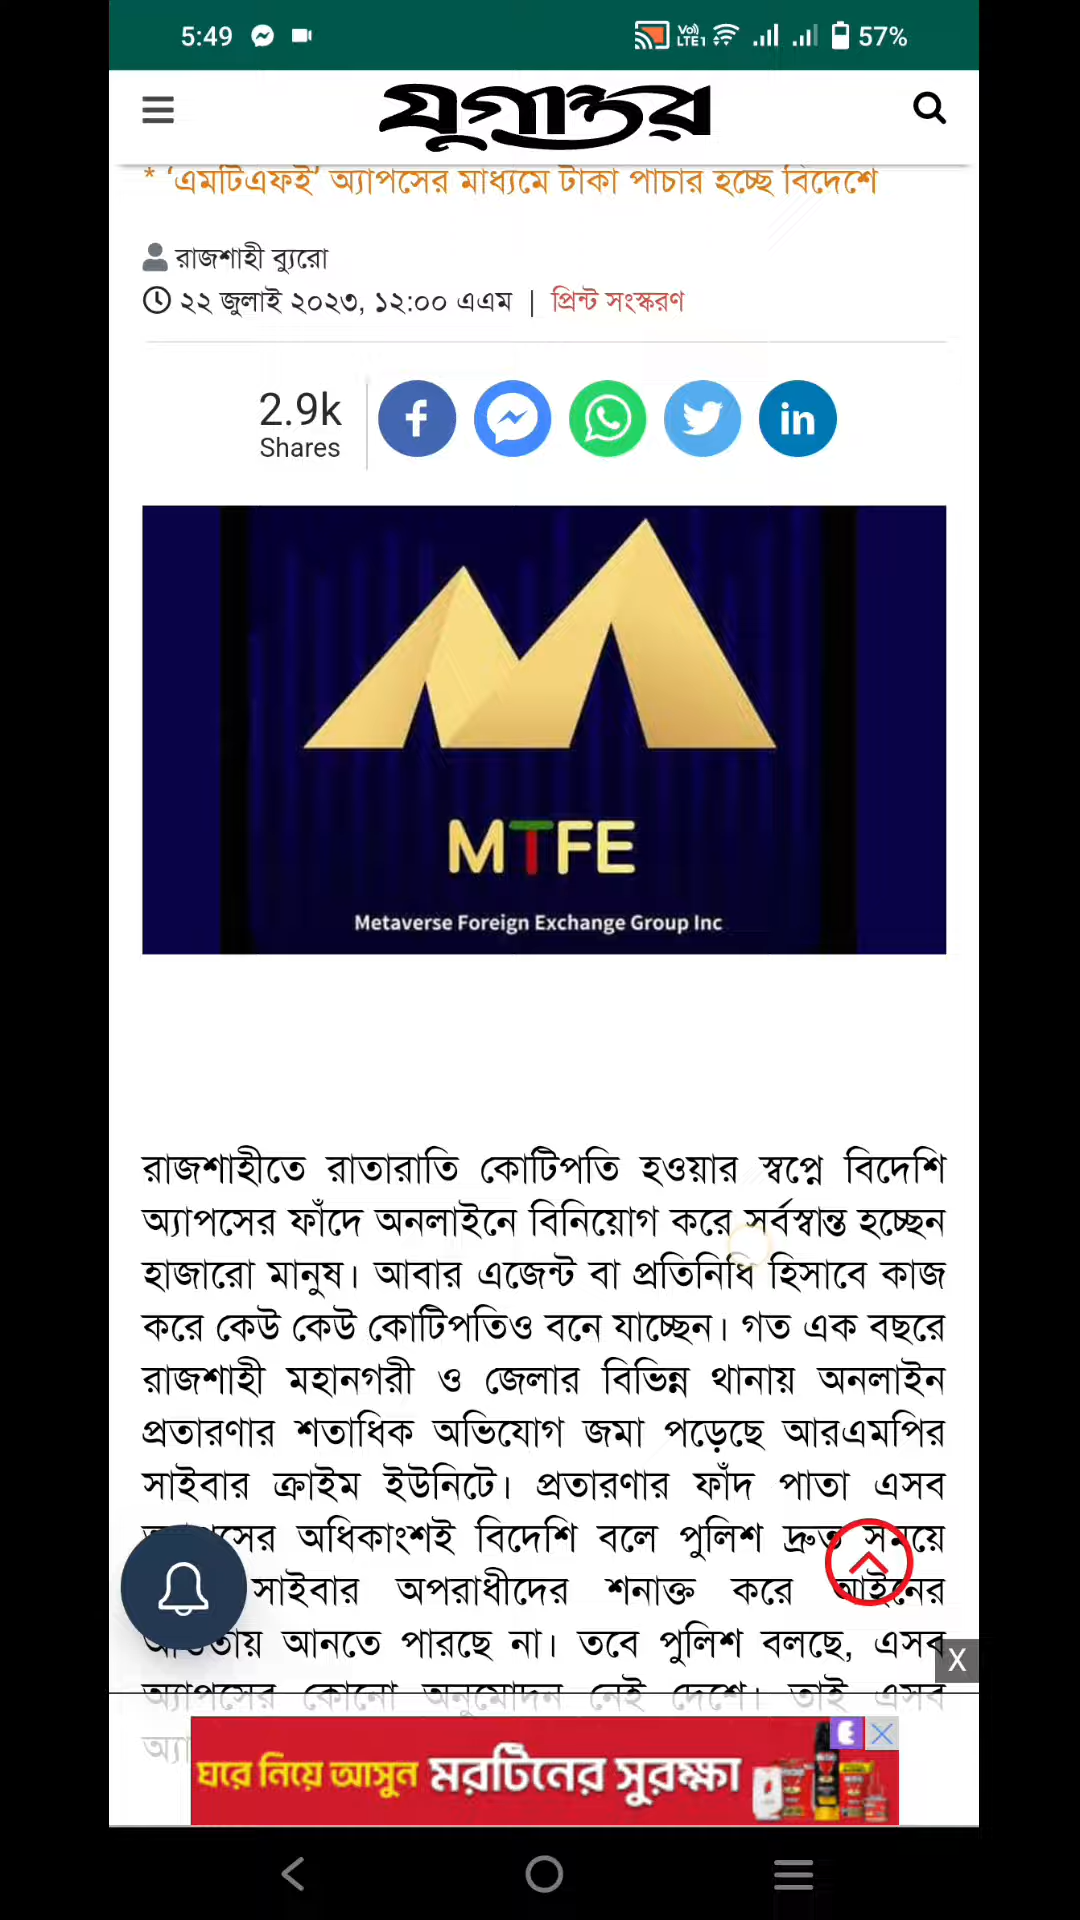 5:49 Vo) LTE1 57%
যুগান্তর
* ‘এমটিএফই’ অ্যাপসের মাধ্যমে টাকা পাচার হচ্ছে বিদেশে
রাজশাহী ব্যুরো
২২ জুলাই ২০২৩, ১২:০০ এএম | প্রিন্ট সংস্করণ
2.9k
Shares
MTFE
Metaverse Foreign Exchange Group Inc
রাজশাহীতে রাতারাতি কোটিপতি হওয়ার স্বপ্নে বিদেশি
অ্যাপসের ফাঁদে অনলাইনে বিনিয়োগ করে সর্বস্বান্ত হচ্ছেন
হাজারো মানুষ। আবার এজেন্ট বা প্রতিনিধি হিসাবে কাজ
করে কেউ কেউ কোটিপতিও বনে যাচ্ছেন। গত এক বছরে
রাজশাহী মহানগরী ও জেলার বিভিন্ন থানায় অনলাইন
প্রতারণার শতাধিক অভিযোগ জমা পড়েছে আরএমপির
সাইবার ক্রাইম ইউনিটে। প্রতারণার ফাঁদ পাতা এসব
অধিকাংশই বিদেশি বলে পুলিশ দ্রুত সময়ে
সাইবার অপরাধীদের শনাক্ত করে আইনের
আনতে পারছে না। তবে পুলিশ বলছে, এসব
X
অ্যাপসের কোনো অনুমোদন নেই দেশে। তাই এসব
ঘরে নিয়ে আসুন মরটিনের সুরক্ষা